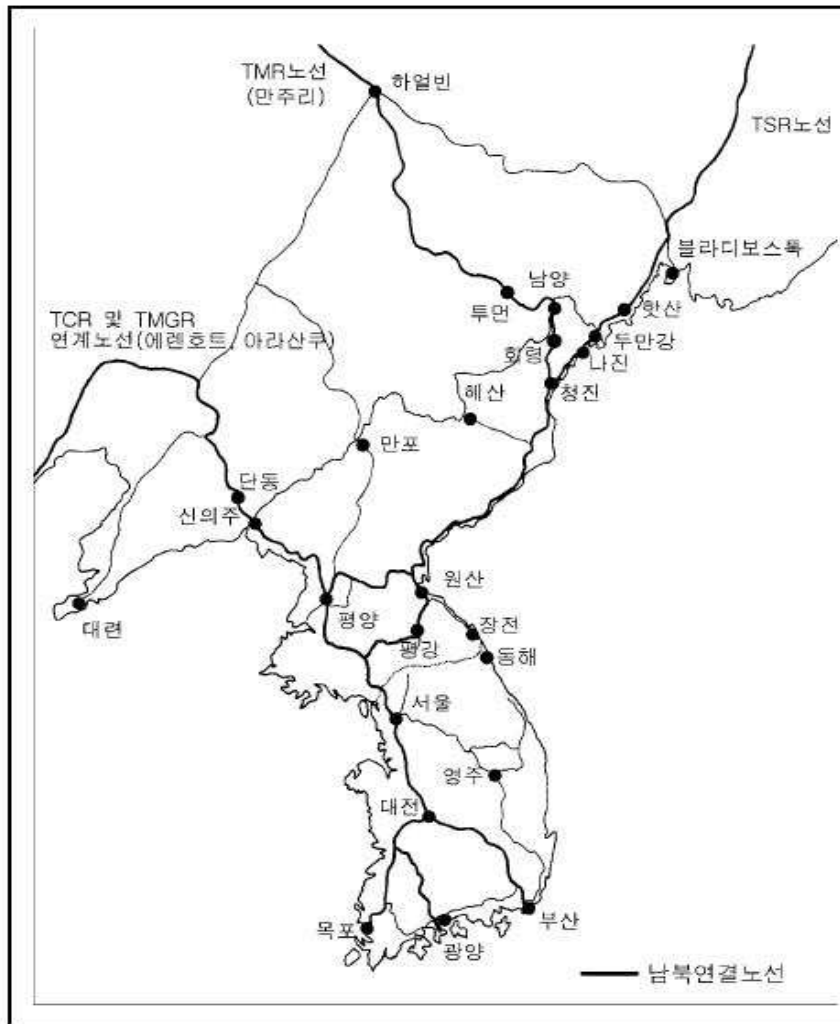 TMR노선
(만주리)
하얼빈
TSR노선
블라디보스톡
남양
투먼
핫산
TCR 및 TMGR
연계노선(에렌호트, 아라산쿠)
회령
두만강
나진
혜산
청진
만포
단동
신의주
원산
대련
평양
장전
평강
동해
서울
영주
대전
목포
부산
광양
남북연결노선